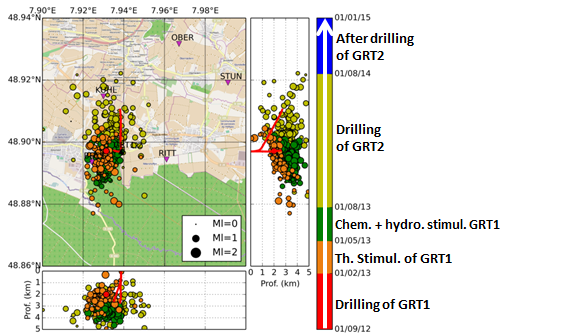 7.90°E 7.92° 7.94° 7.96° 7.98°
48.94°N
48.92°N
48.90°N
48.88°N
48.86°N
OBER
STUN
KUHL
RITT
MI=0
MI=1
MI=2
0 1 2 3 4 5
Prof. (km)
0
1
2
3
4
Prof. (km)
01/01/15
After drilling
of GRT2
01/08/14
Drilling
of GRT2
01/08/13
Chem. + hydro. stimul. GRT1
01/05/13
Th. Stimul. of GRT1
01/02/13
Drilling of GRT1
01/09/12